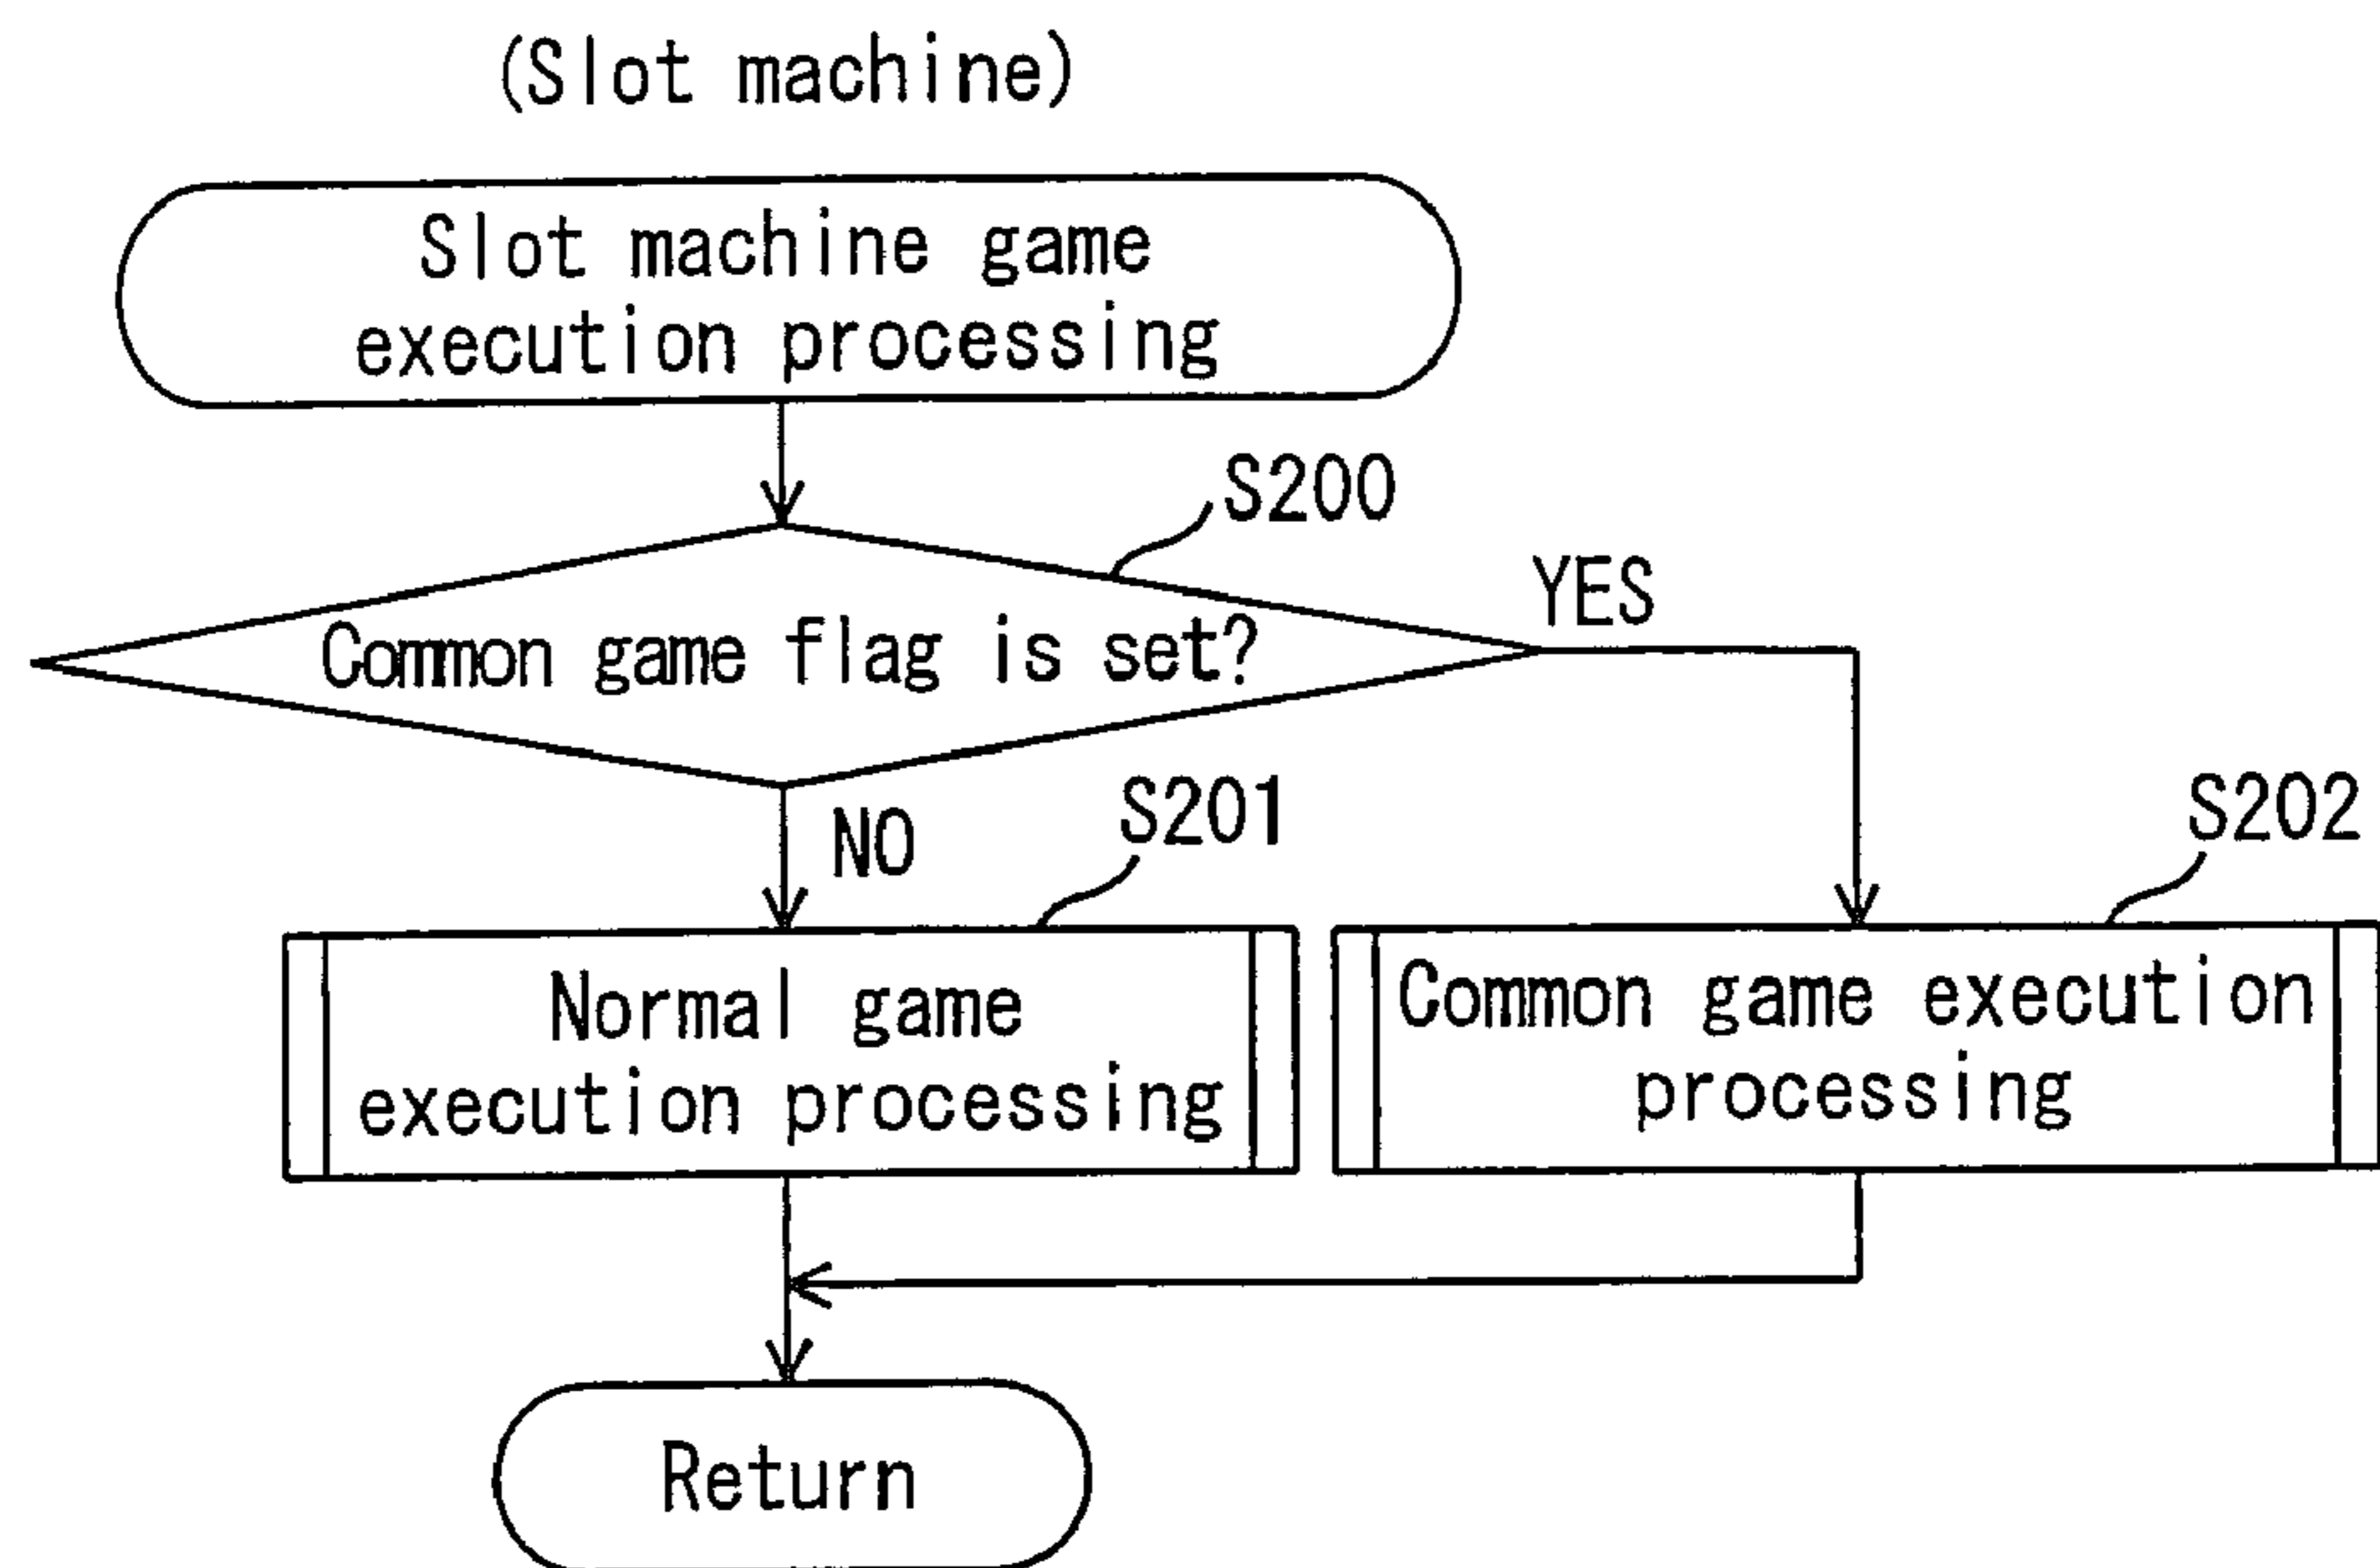 (Slot machine)
Slot machine game
execution processing
S200
YES
Common game flag is set?
NO
S201
S202
Normal game
execution processing
Common game execution
processing
Return